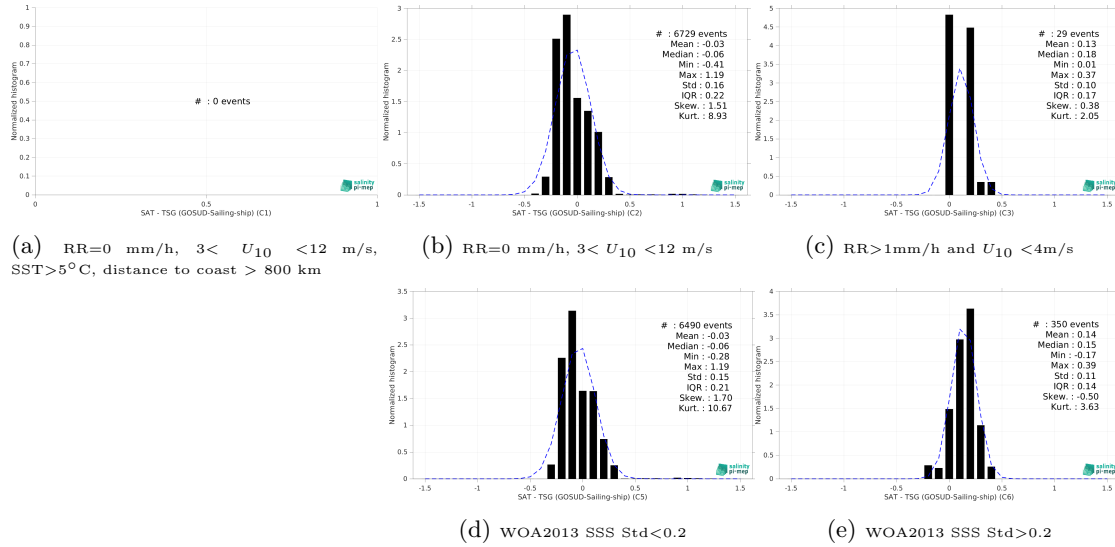 1
0.9
0.8
0.7
0.6
0.5
0.4
0.3
0.2
0.1
0
Normalized histogram
# : 0 events
salinity
pi-mep
0 0.5 1
SAT - TSG (GOSUD-Sailing-ship) (C1)
(a) RR=0 mm/h, 3< U10 <12 m/s,
SST>5°C, distance to coast > 800 km
3
2.5
2
1.5
1
0.5
0
Normalized histogram
# : 6729 events
Mean : -0.03
Median : -0.06
Min : -0.41
Max : 1.19
Std : 0.16
IQR : 0.22
Skew. : 1.51
Kurt. : 8.93
salinity
pi-mep
-1.5 -1 -0.5 0 0.5 1 1.5
SAT - TSG (GOSUD-Sailing-ship) (C2)
(b) RR=0 mm/h, 3< U10 <12 m/s
5
4.5
4
3.5
3
2.5
2
1.5
1
0.5
0
Normalized histogram
# : 29 events
Mean : 0.13
Median : 0.18
Min : 0.01
Max : 0.37
Std : 0.10
IQR : 0.17
Skew. : 0.38
Kurt. : 2.05
salinity
pi-mep
-1.5 -1 -0.5 0 0.5 1 1.5
SAT - TSG (GOSUD-Sailing-ship) (C3)
(c) RR>1mm/h and U10 <4m/s
3.5
3
2.5
2
1.5
1
0.5
0
Normalized histogram
# : 6490 events
Mean : -0.03
Median : -0.06
Min : -0.28
Max : 1.19
Std : 0.15
IQR : 0.21
Skew. : 1.70
Kurt. : 10.67
salinity
pi-mep
-1.5 -1 -0.5 0 0.5 1 1.5
SAT - TSG (GOSUD-Sailing-ship) (C5)
(d) WOA2013 SSS Std<0.2
4
3.5
3
2.5
2
1.5
1
0.5
0
Normalized histogram
# : 350 events
Mean : 0.14
Median : 0.15
Min : -0.17
Max : 0.39
Std : 0.11
IQR : 0.14
Skew. : -0.50
Kurt. : 3.63
salinity
pi-mep
-1.5 -1 -0.5 0 0.5 1 1.5
SAT - TSG (GOSUD-Sailing-ship) (C6)
(e) WOA2013 SSS Std>0.2